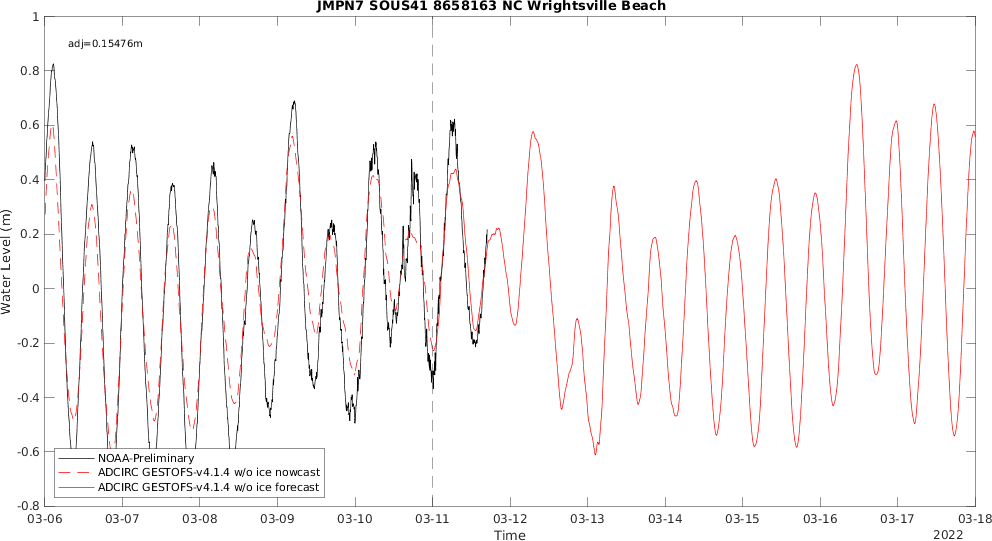 JMPN7 SOUS41 8658163 NC Wrightsville Beach
adj=0.15476m
1
0.8
0.6
0.4
0.2
0
-0.2
-0.4
-0.6
-0.8
Water Level (m)
NOAA-Preliminary
ADCIRC GESTOFS-v4.1.4 w/o ice nowcast
ADCIRC GESTOFS-v4.1.4 w/o ice forecast
03-06 03-07 03-08 03-09 03-10 03-11 03-12 03-13 03-14 03-15 03-16 03-17 03-18
Time
2022